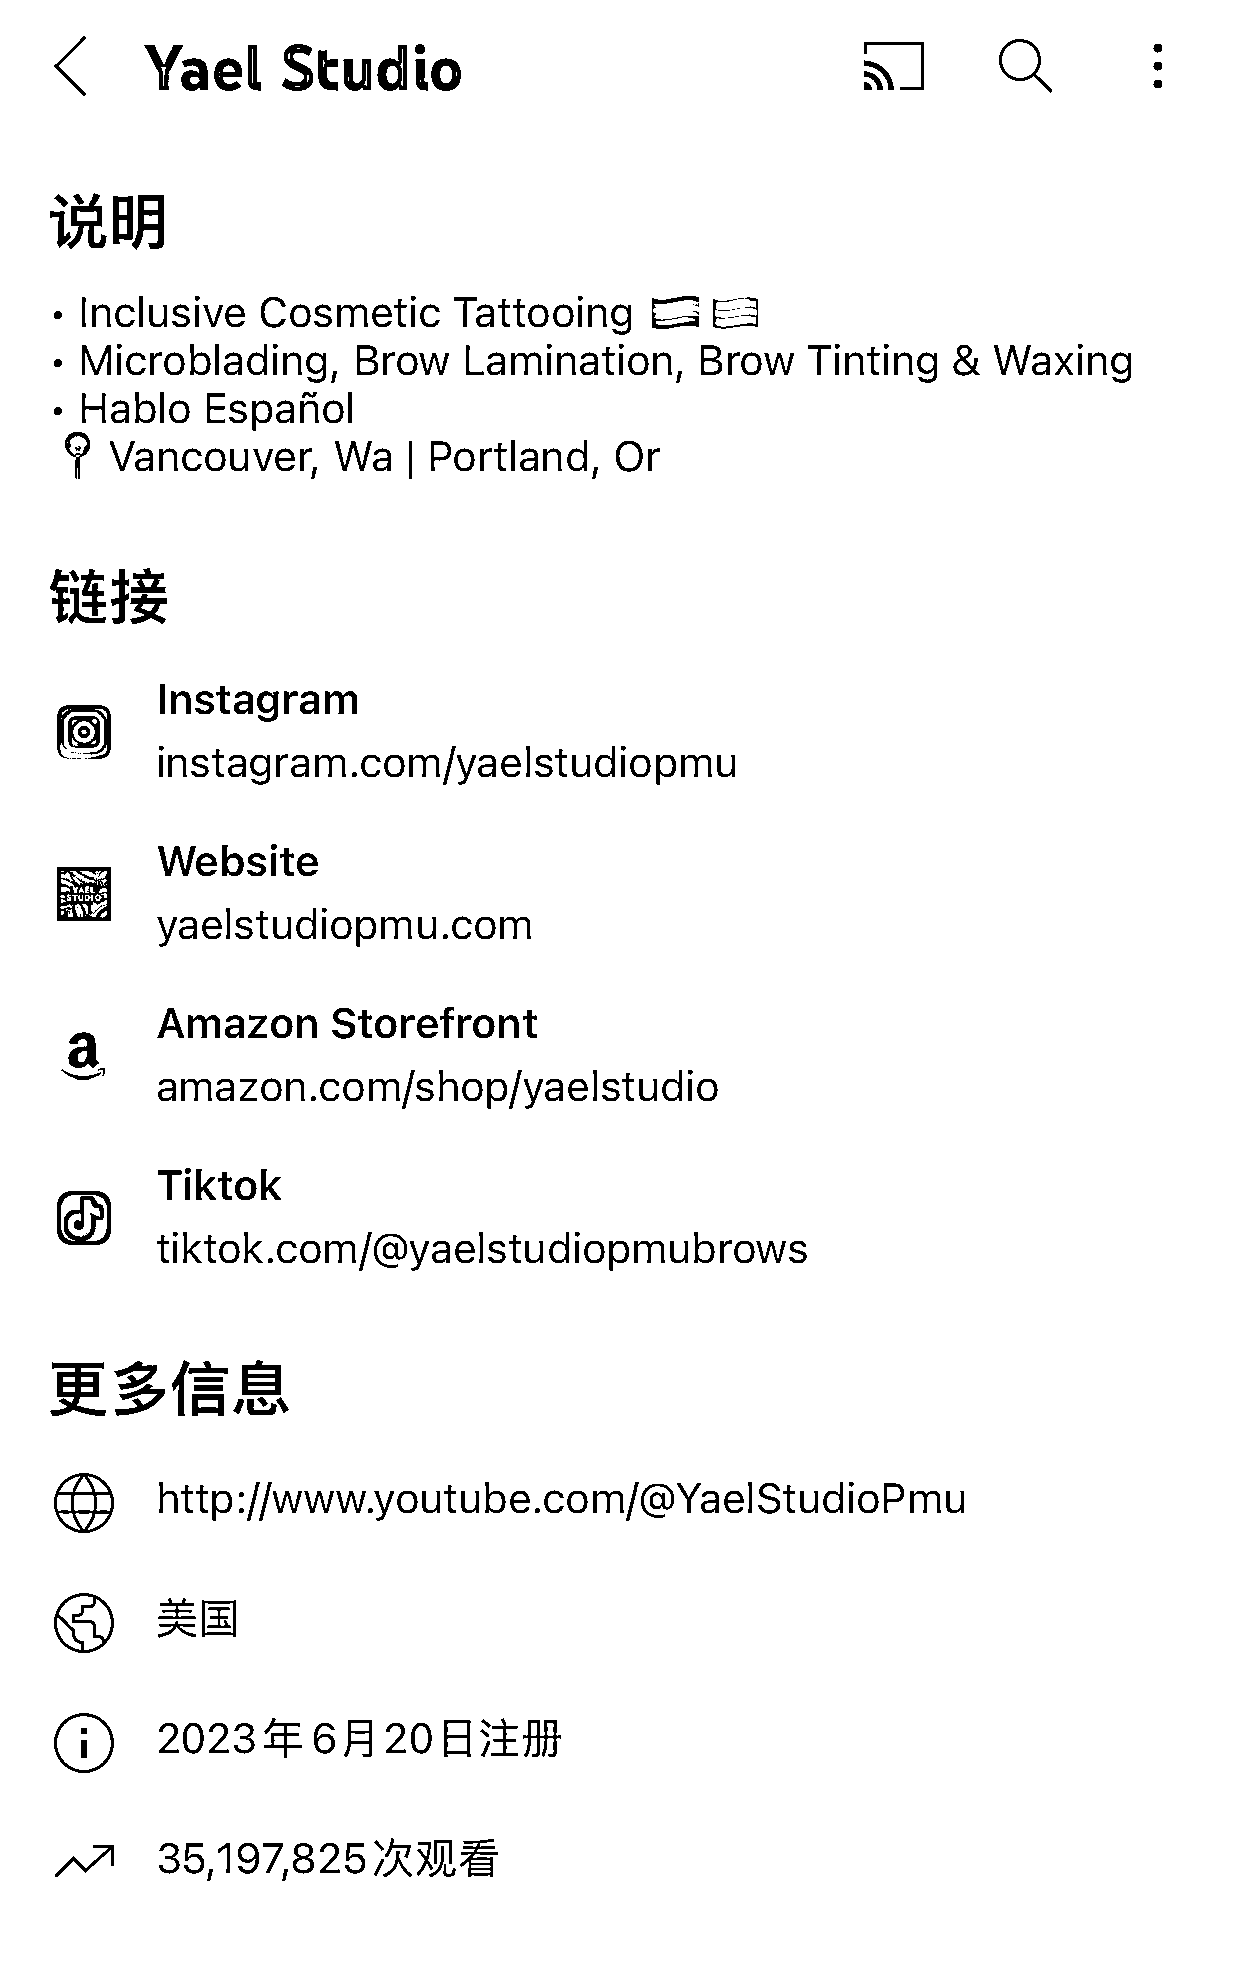 Yael Studio
说明
• Inclusive Cosmetic Tattooing
• Microblading, Brow Lamination, Brow Tinting & Waxing
• Hablo Español
📍 Vancouver, Wa | Portland, Or
链接
Instagram
instagram.com/yaelstudiopmu
Website
YAEL
STUDIO
yaelstudiopmu.com
Amazon Storefront
amazon.com/shop/yaelstudio
Tiktok
tiktok.com/@yaelstudiopmubrows
更多信息
http://www.youtube.com/@YaelStudioPmu
美国
2023年6月20日注册
35,197,825次观看